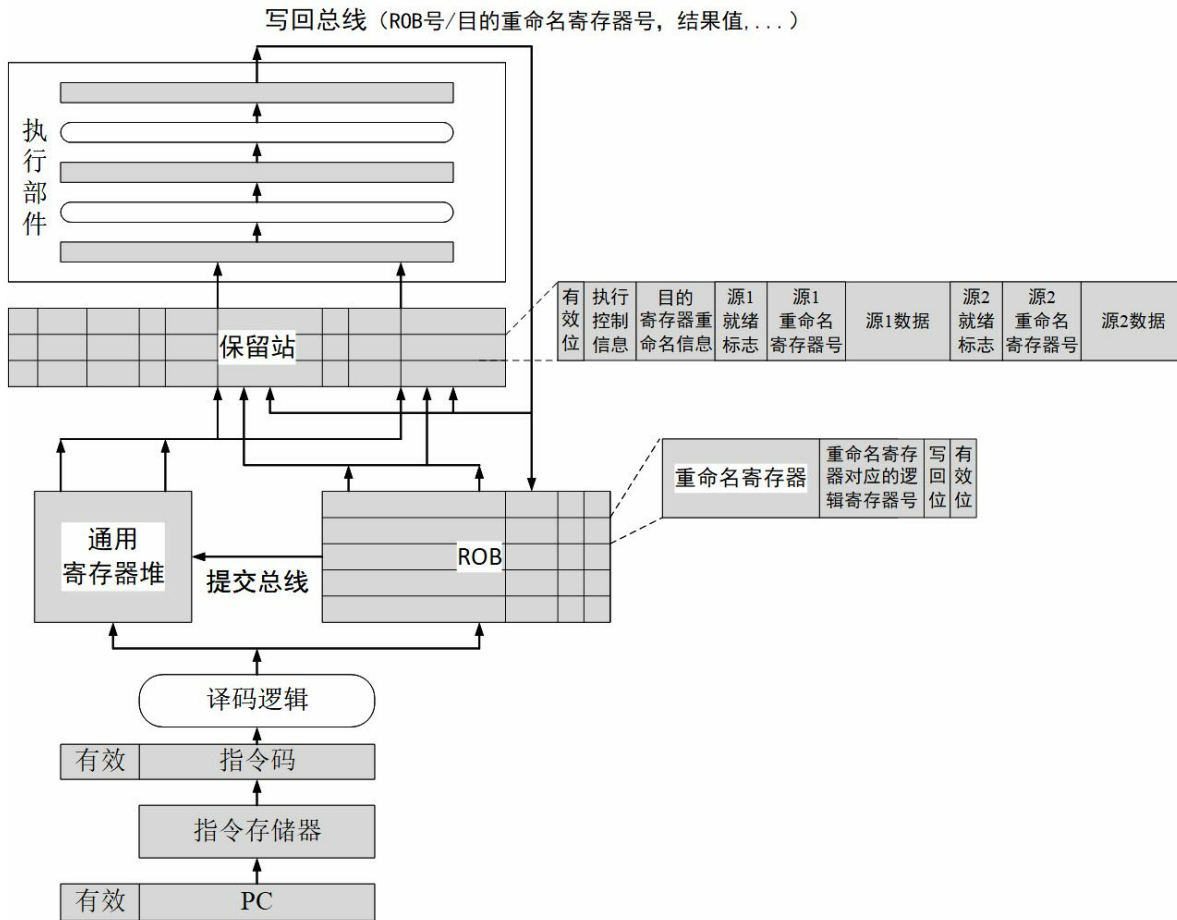 写回总线（ROB号/目的重命名寄存器号，结果值,....）
执
行
部
件
有
效
位
执行
控制
信息
目的
寄存器重
命名信息
源1
就绪
标志
源1
重命名
寄存器号
源1数据
源2
就绪
标志
源2
重命名
寄存器号
源2数据
保留站
重命名寄存器
重命名寄存
器对应的逻
辑寄存器号
写
回
位
有
效
位
通用
寄存器堆
提交总线
ROB
译码逻辑
有效
指令码
指令存储器
有效
PC